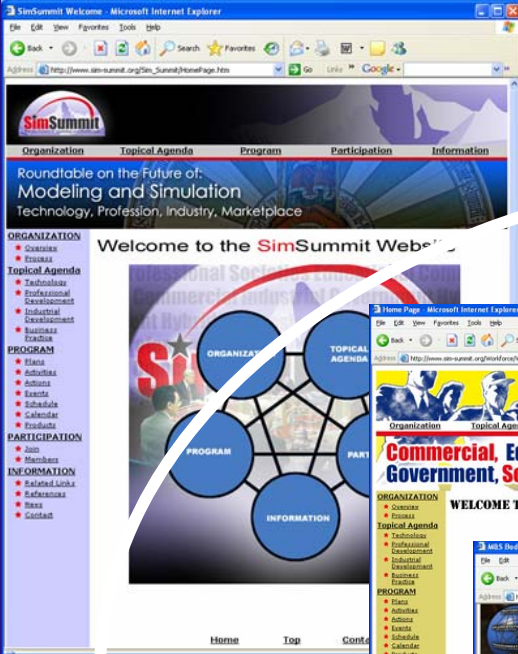 SimSummit Welcome - Microsoft Internet Explorer
File Edit View Favorites Tools Help
Back Search Favorites
Address http://www.sim-summit.org/Sim_Summit/HomePage.htm Go Links Google
SimSummit
Organization Topical Agenda Program Participation Information
Roundtable on the Future of:
Modeling and Simulation
Technology, Profession, Industry, Marketplace
ORGANIZATION
Overview
Process
Topical Agenda
Technology
Professional
Development
Industrial
Development
Business
Practice
PROGRAM
Plans
Activities
Actions
Events
Schedule
Calendar
Products
PARTICIPATION
Join
Members
INFORMATION
Related Links
References
News
Contact
Welcome to the SimSummit Website
ORGANIZAT
TOPICAL
AGENDA
PROGRAM
PART
INFORMATION
Home Top Conta
Home Page - Microsoft Internet Explorer
File Edit View Favorites Tools Help
Back
Address http://www.sim-summit.org/Workforce/
Organization Topical Age
Commercial, E
Government, S
ORGANIZATION
Overview
Process
Topical Agenda
Technology
Professional
Development
Industrial
Development
Business
Practice
PROGRAM
Plans
Activities
Actions
Events
Schedule
Calendar
Products
WELCOME T
File Edit
Back
Address